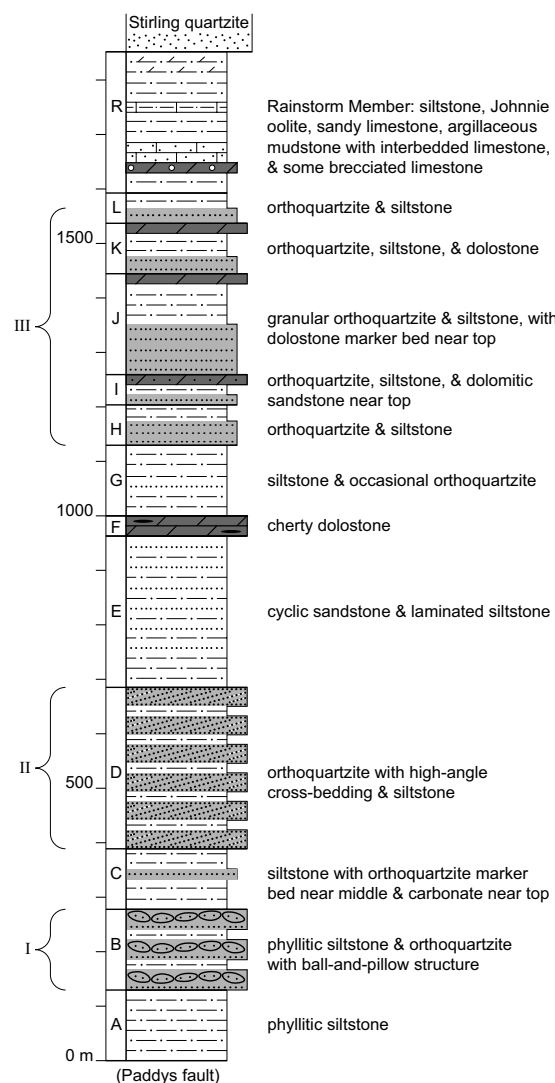 Stirling quartzite
R
Rainstorm Member: siltstone, Johnnie
oolite, sandy limestone, argillaceous
mudstone with interbedded limestone,
& some brecciated limestone
L
orthoquartzite & siltstone
1500
K
orthoquartzite, siltstone, & dolostone
III
J
granular orthoquartzite & siltstone, with
dolostone marker bed near top
I
orthoquartzite, siltstone, & dolomitic
sandstone near top
H
orthoquartzite & siltstone
G
siltstone & occasional orthoquartzite
1000
F
cherty dolostone
E
cyclic sandstone & laminated siltstone
II
D
orthoquartzite with high-angle
cross-bedding & siltstone
500
C
siltstone with orthoquartzite marker
bed near middle & carbonate near top
I
B
phyllitic siltstone & orthoquartzite
with ball-and-pillow structure
A
phyllitic siltstone
0 m
(Paddys fault)